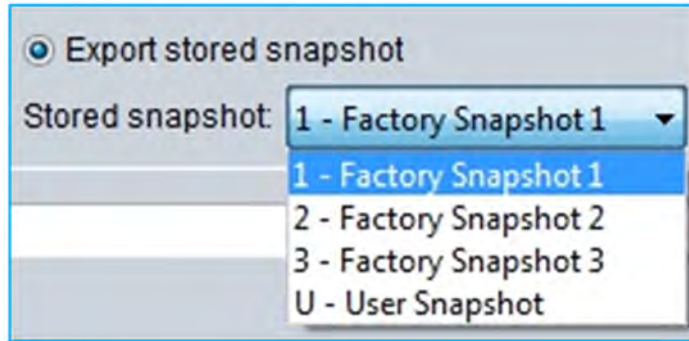 Export stored snapshot
Stored snapshot: 1 - Factory Snapshot 1
1 - Factory Snapshot 1
2 - Factory Snapshot 2
3 - Factory Snapshot 3
U - User Snapshot